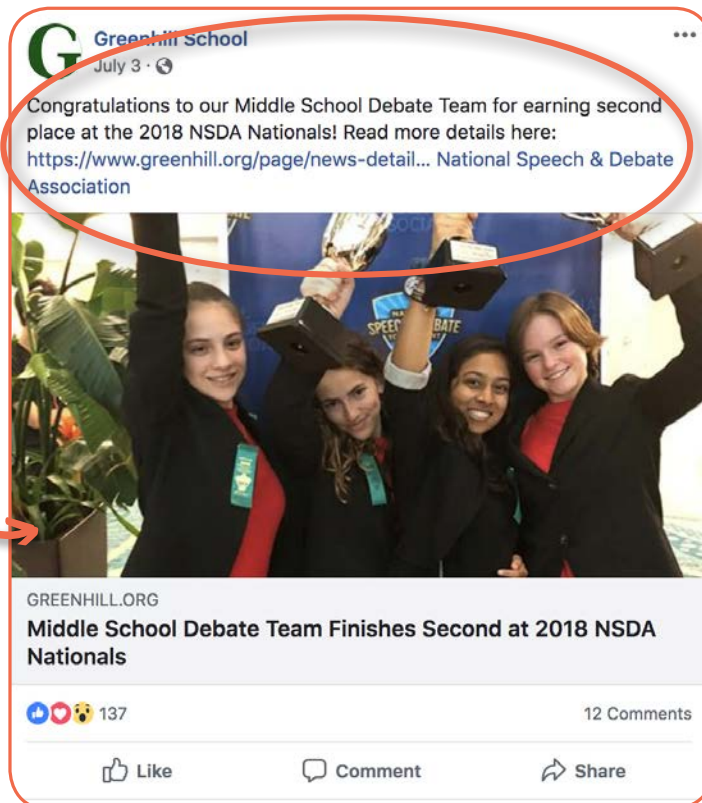 G
Greenhill School
July 3 ·
Congratulations to our Middle School Debate Team for earning second
place at the 2018 NSDA Nationals! Read more details here:
https://www.greenhill.org/page/news-detail... National Speech & Debate
Association
GREENHILL.ORG
Middle School Debate Team Finishes Second at 2018 NSDA
Nationals
137
12 Comments
Like
Comment
Share